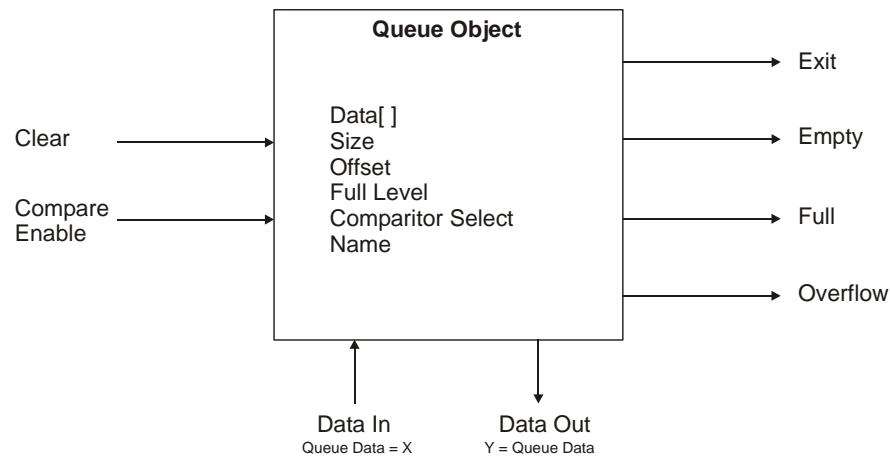 Queue Object
Data[ ]
Size
Offset
Full Level
Comparitor Select
Name
Clear
Compare
Enable
Exit
Empty
Full
Overflow
Data In
Queue Data = X
Data Out
Y = Queue Data